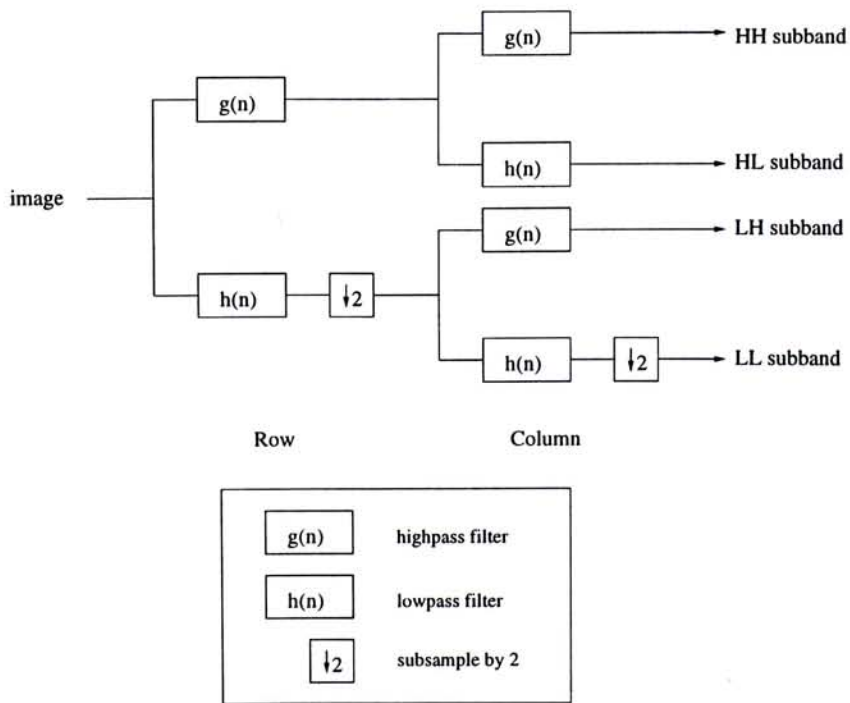 g(n)
HH subband
g(n)
h(n)
HL subband
image
g(n)
LH subband
h(n)
↓2
h(n)
↓2
LL subband
Row
Column
g(n)
highpass filter
h(n)
lowpass filter
↓2
subsample by 2